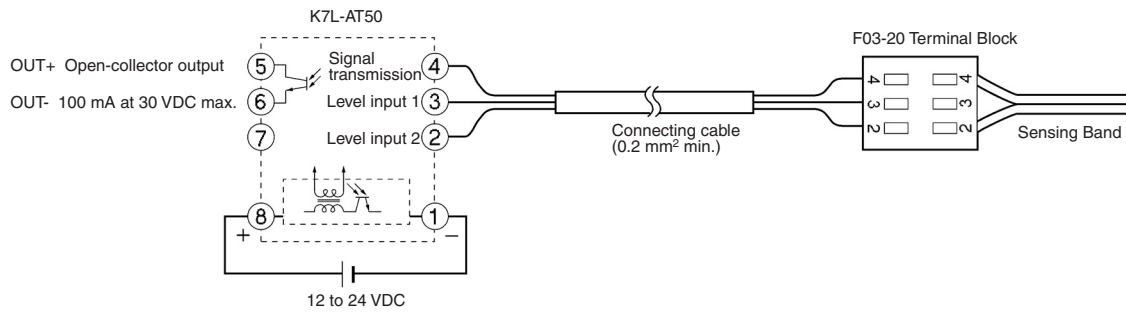 K7L-AT50
F03-20 Terminal Block
OUT+ Open-collector output
5
Signal transmission
4
OUT- 100 mA at 30 VDC max.
6
Level input 1
3
7
Level input 2
2
Connecting cable
(0.2 mm² min.)
4 4
3 3
2 2
Sensing Band
8
1
+
−
12 to 24 VDC